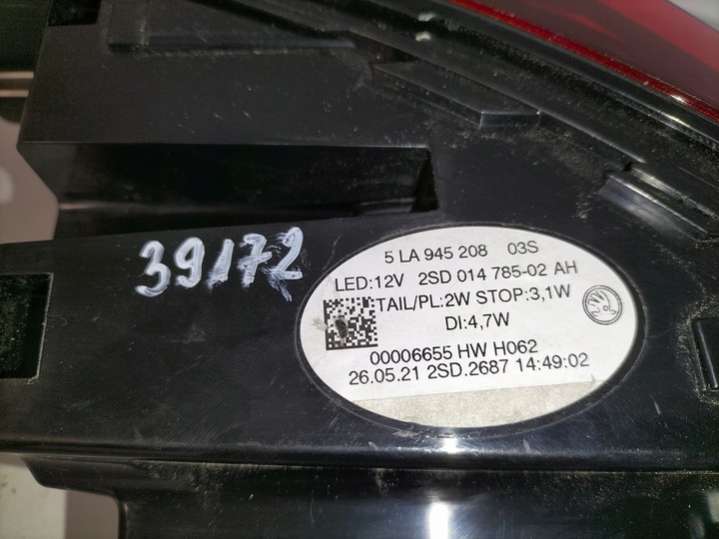 39172
5 LA 945 208 03S
LED:12V 2SD 014 785-02 AH
TAIL/PL:2W STOP:3,1W
DI:4,7W
00006655 HW H062
26.05.21 2SD.2687 14:49:02